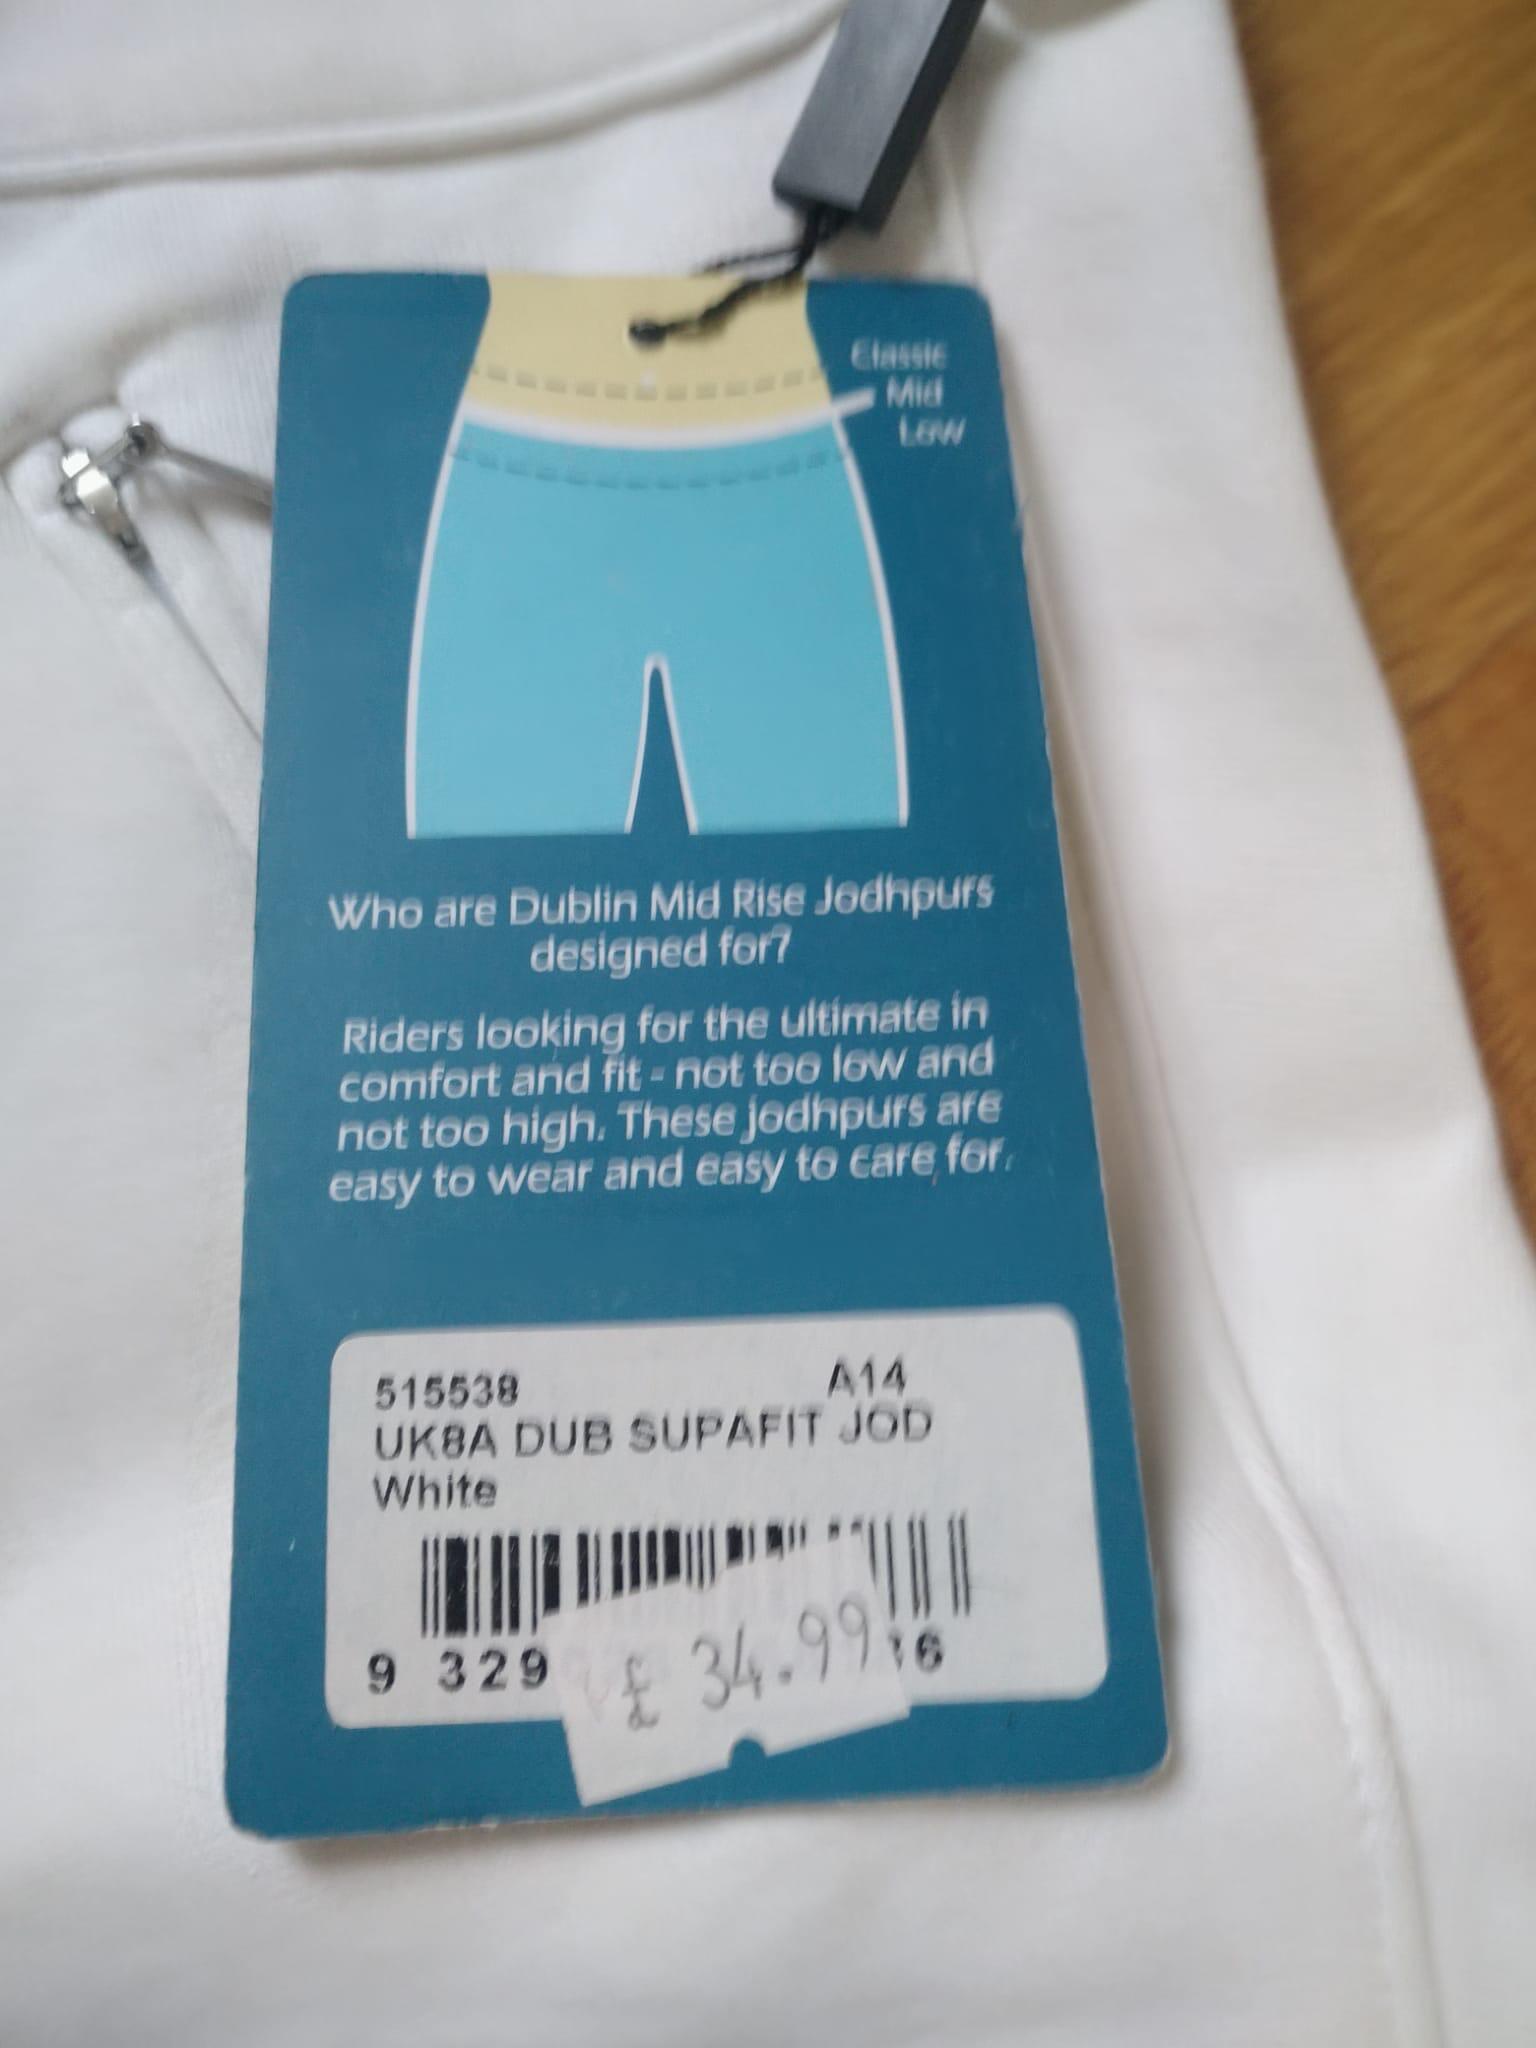 Classic
Mid
Low
Who are Dublin Mid Rise Jodhpurs
designed for?
Riders looking for the ultimate in
comfort and fit - not too low and
not too high. These jodhpurs are
easy to wear and easy to care for.
515538 A14
UK8A DUB SUPAFIT JOD
White
9 329 6
£ 34.99